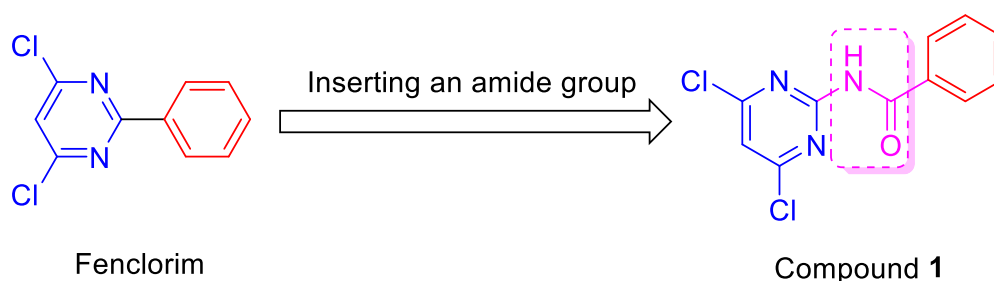 Cl
N
N
Cl
Fenclorim
Inserting an amide group
Cl
N
N
Cl
H
N
O
Compound 1